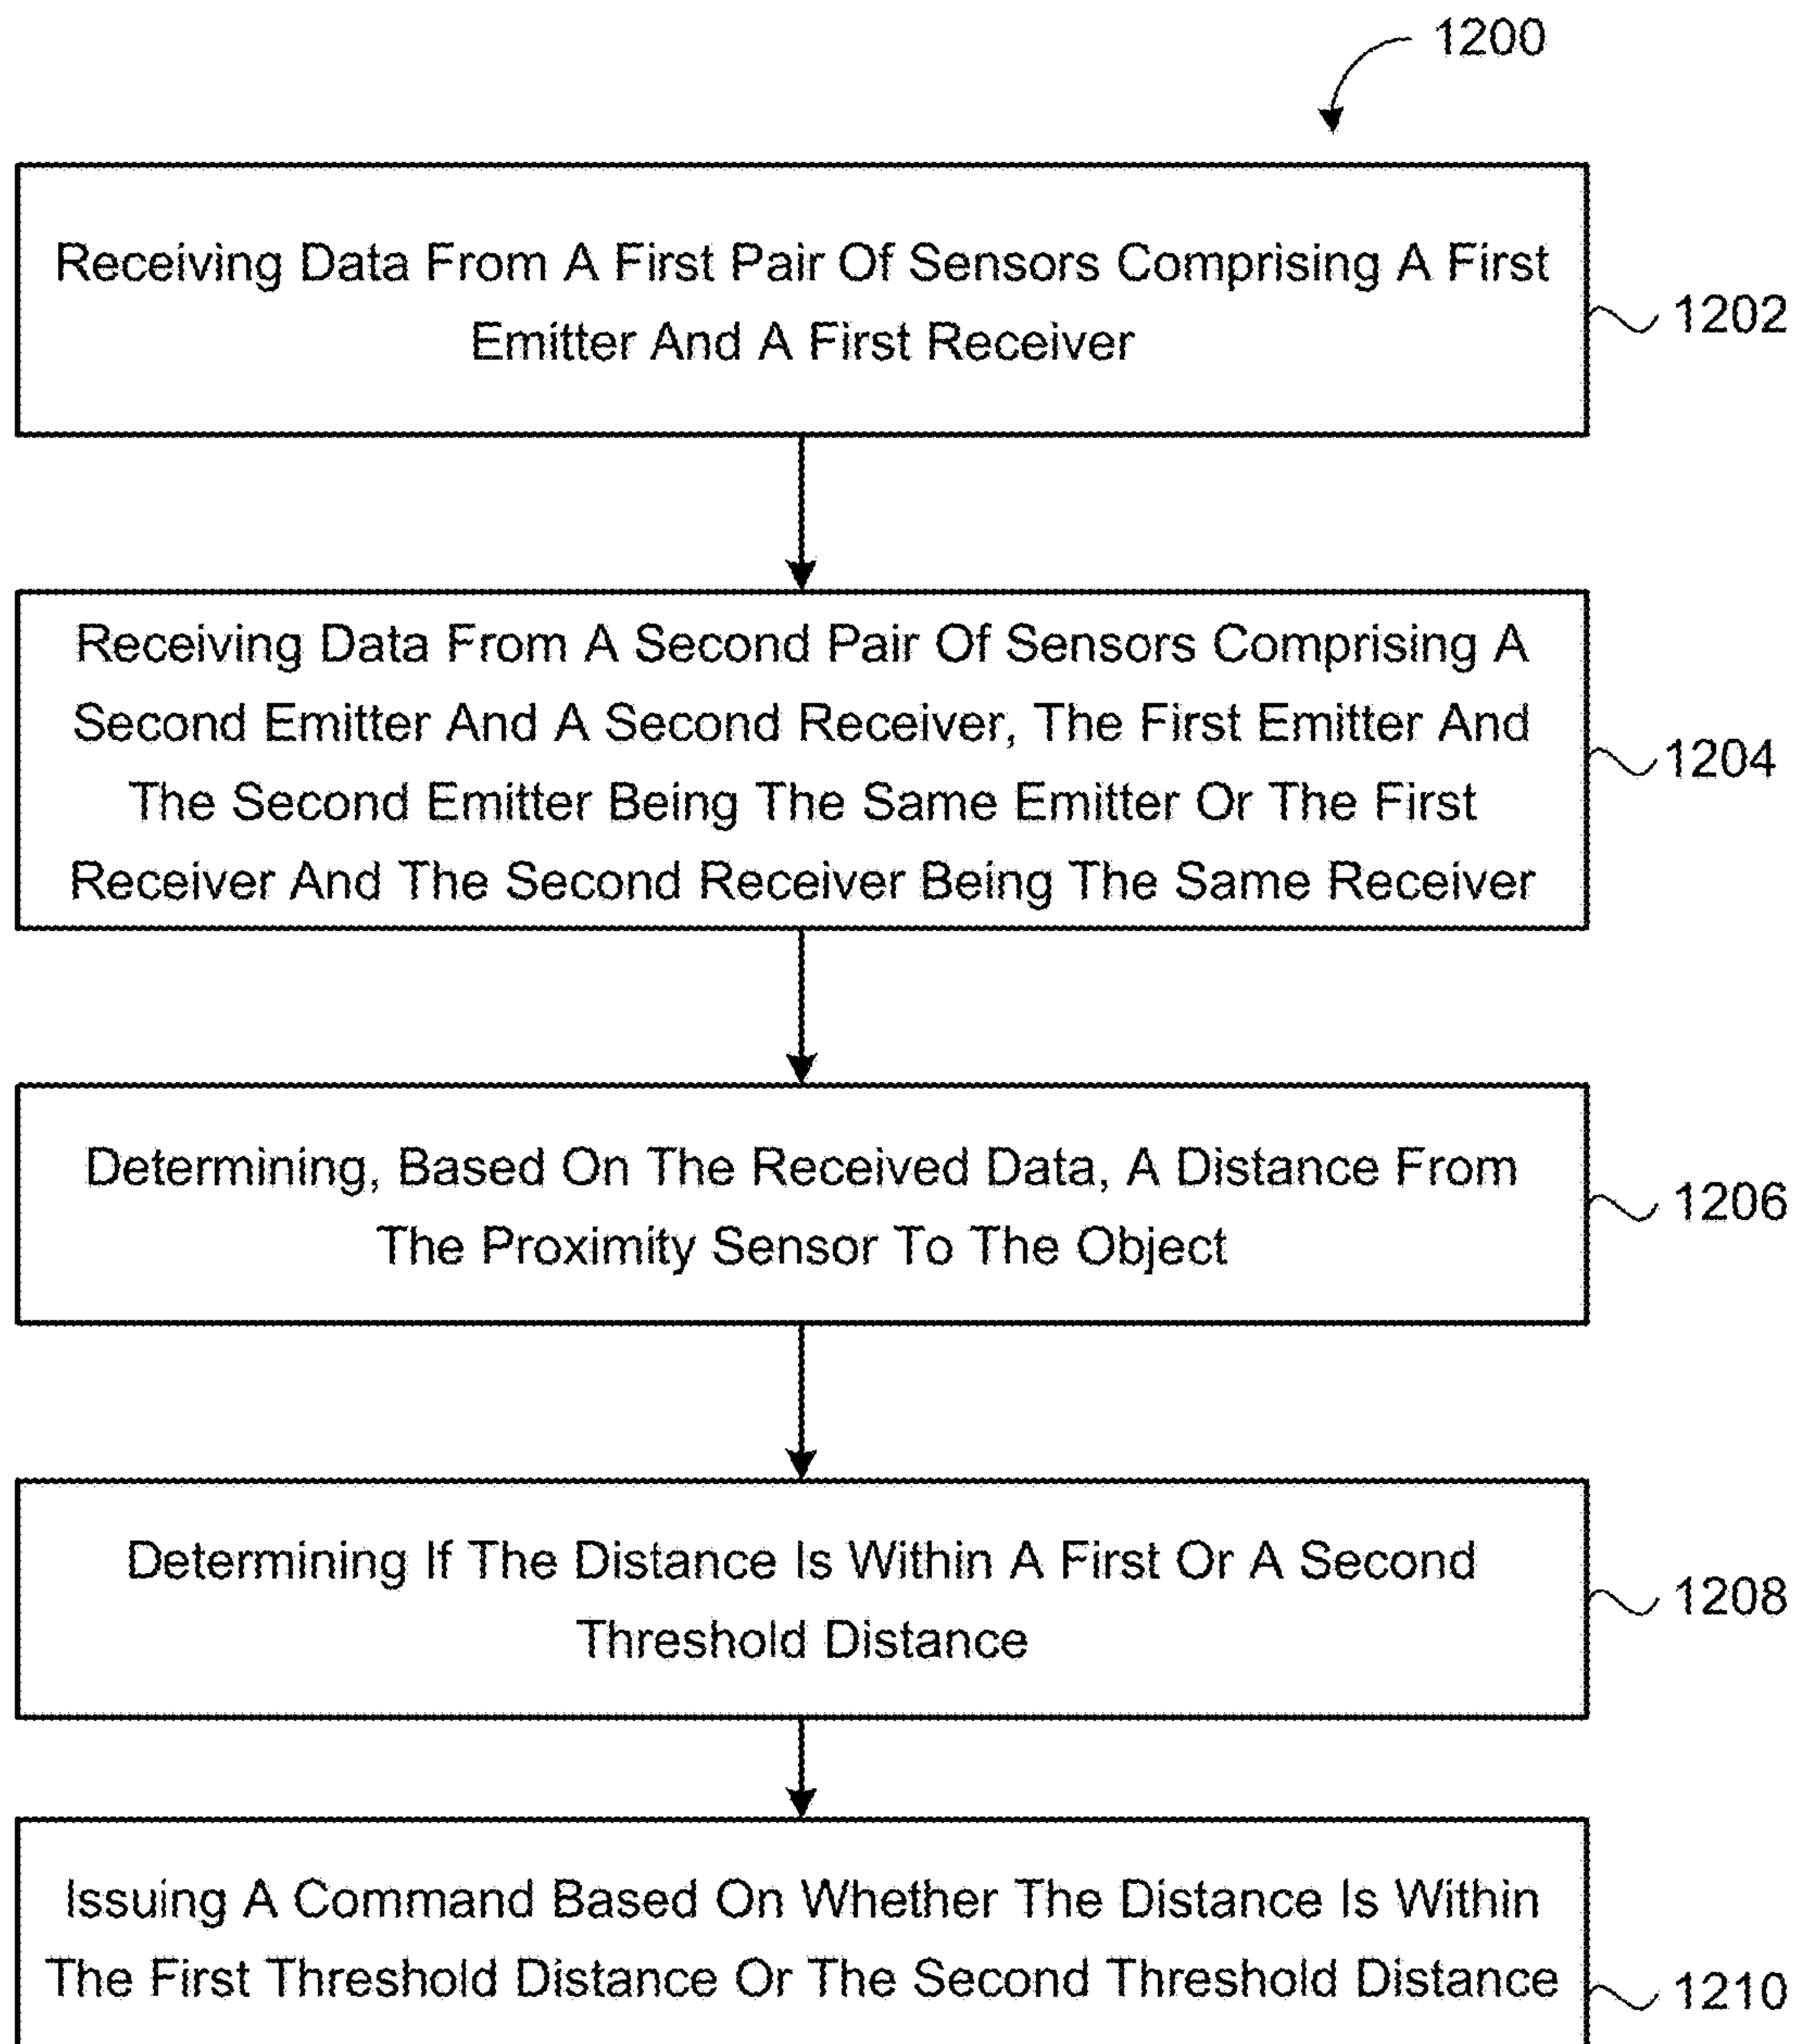 1200
Receiving Data From A First Pair Of Sensors Comprising A First
Emitter And A First Receiver
1202
Receiving Data From A Second Pair Of Sensors Comprising A
Second Emitter And A Second Receiver, The First Emitter And
The Second Emitter Being The Same Emitter Or The First
Receiver And The Second Receiver Being The Same Receiver
1204
Determining, Based On The Received Data, A Distance From
The Proximity Sensor To The Object
1206
Determining If The Distance Is Within A First Or A Second
Threshold Distance
1208
Issuing A Command Based On Whether The Distance Is Within
The First Threshold Distance Or The Second Threshold Distance
1210